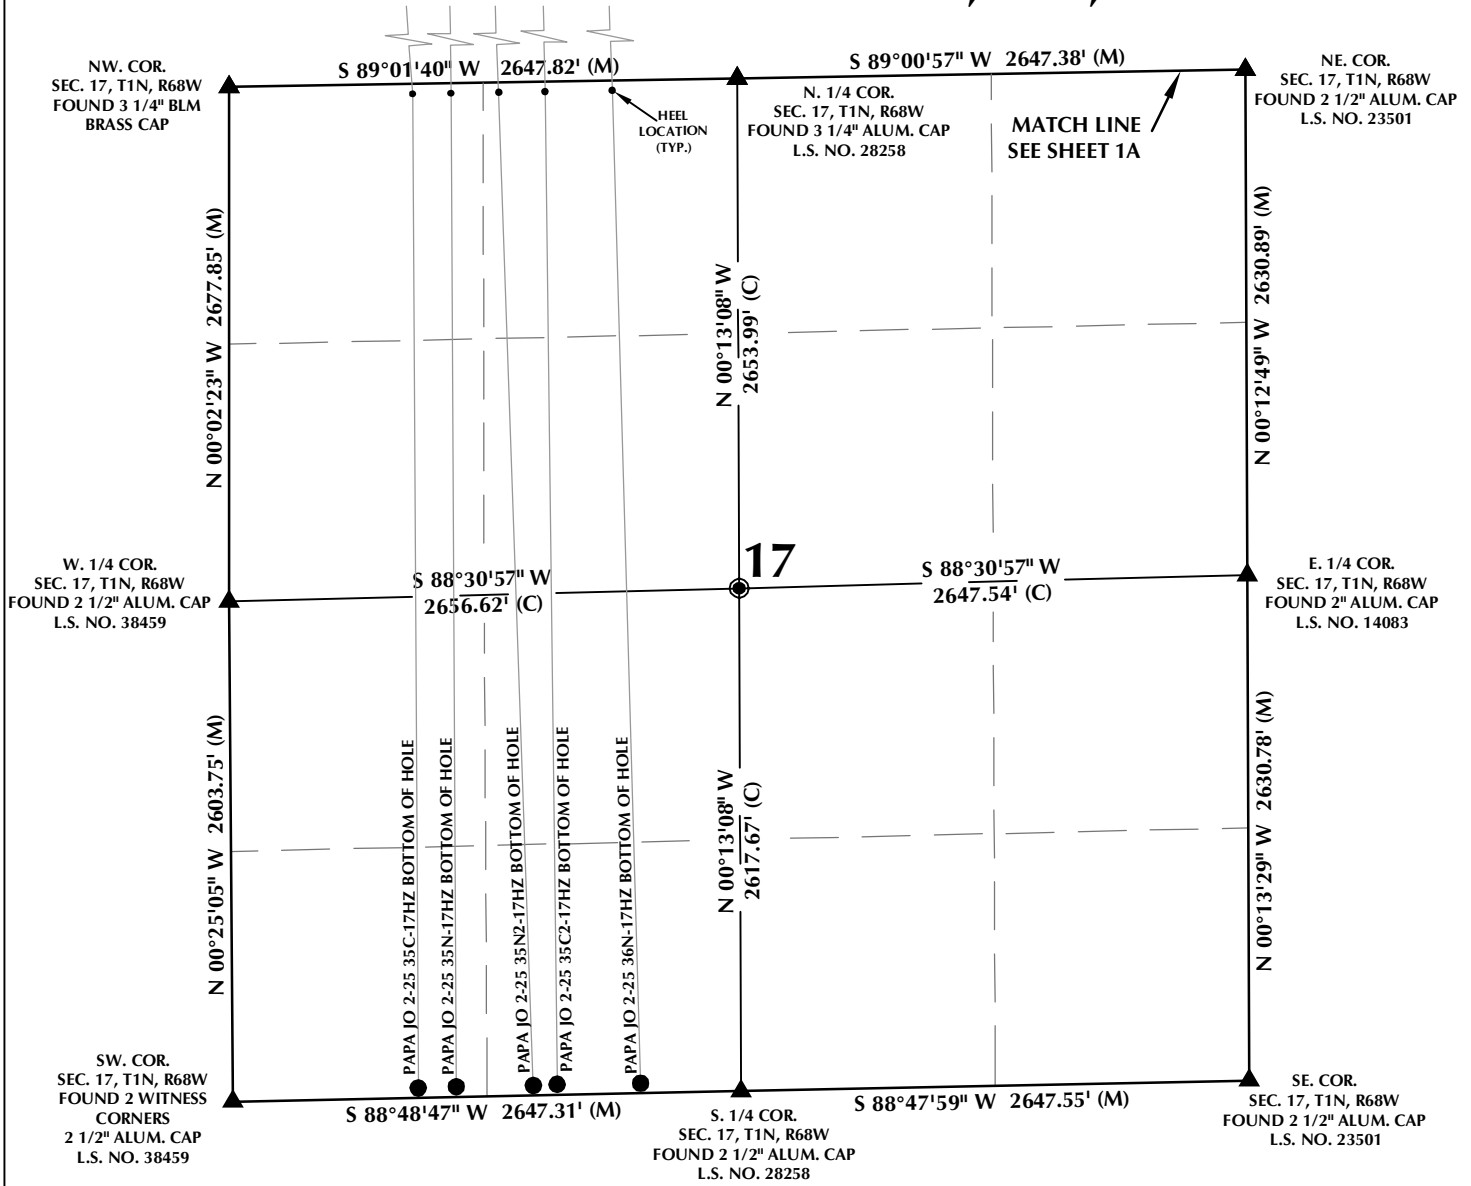 NW. COR.
SEC. 17, T1N, R68W
FOUND 3 1/4" BLM
BRASS CAP
S 89°01'40" W 2647.82' (M)
HEEL
LOCATION
(TYP.)
N. 1/4 COR.
SEC. 17, T1N, R68W
FOUND 3 1/4" ALUM. CAP
L.S. NO. 28258
S 89°00'57" W 2647.38' (M)
MATCH LINE
SEE SHEET 1A
NE. COR.
SEC. 17, T1N, R68W
FOUND 2 1/2" ALUM. CAP
L.S. NO. 23501
N 00°02'23" W 2677.85' (M)
N 00°13'08" W
2653.99' (C)
N 00°12'49" W 2630.89' (M)
W. 1/4 COR.
SEC. 17, T1N, R68W
FOUND 2 1/2" ALUM. CAP
L.S. NO. 38459
S 88°30'57" W
2656.62' (C)
17
S 88°30'57" W
2647.54' (C)
E. 1/4 COR.
SEC. 17, T1N, R68W
FOUND 2" ALUM. CAP
L.S. NO. 14083
N 00°25'05" W 2603.75' (M)
PAPA JO 2-25 35C-17HZ BOTTOM OF HOLE
PAPA JO 2-25 35N-17HZ BOTTOM OF HOLE
PAPA JO 2-25 35N2-17HZ BOTTOM OF HOLE
PAPA JO 2-25 35C2-17HZ BOTTOM OF HOLE
PAPA JO 2-25 36N-17HZ BOTTOM OF HOLE
N 00°13'08" W
2617.67' (C)
N 00°13'29" W 2630.78' (M)
SW. COR.
SEC. 17, T1N, R68W
FOUND 2 WITNESS
CORNERS
2 1/2" ALUM. CAP
L.S. NO. 38459
S 88°48'47" W 2647.31' (M)
S. 1/4 COR.
SEC. 17, T1N, R68W
FOUND 2 1/2" ALUM. CAP
L.S. NO. 28258
S 88°47'59" W 2647.55' (M)
SE. COR.
SEC. 17, T1N, R68W
FOUND 2 1/2" ALUM. CAP
L.S. NO. 23501